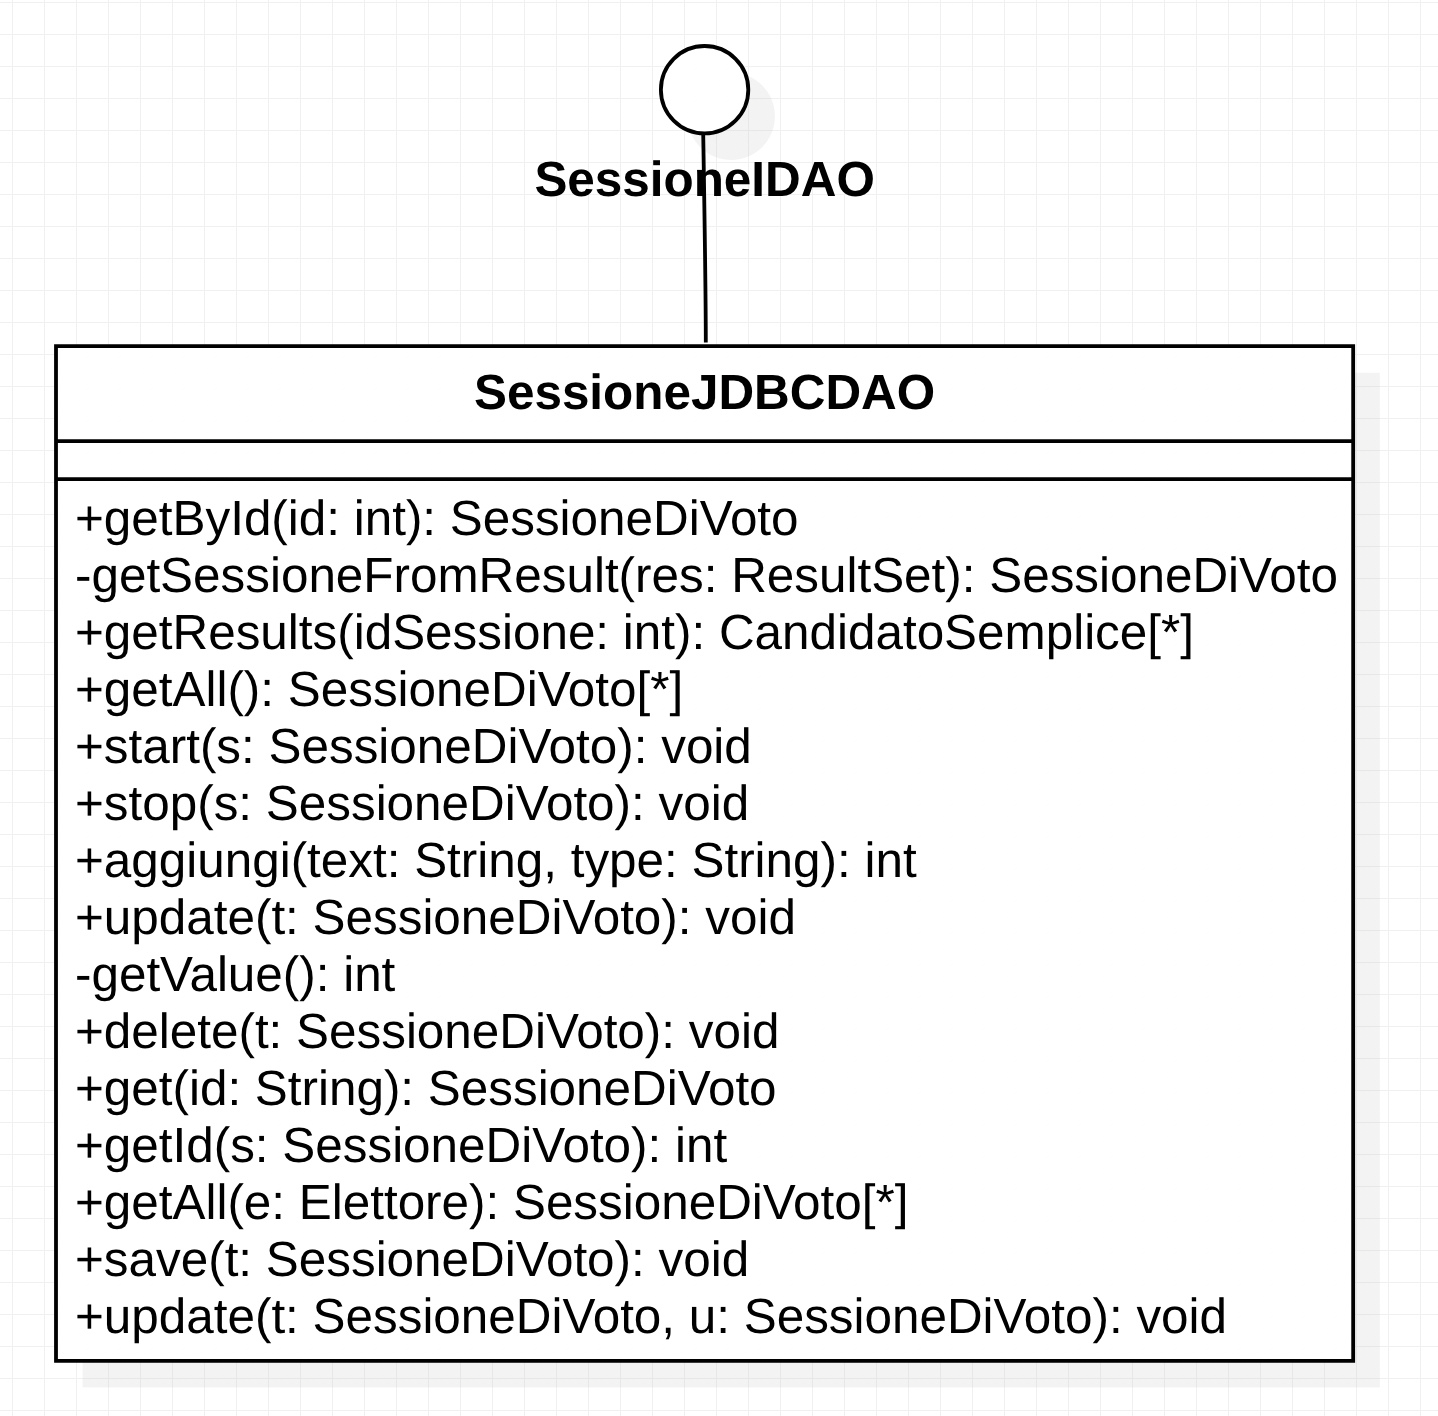 SessioneIDAO
SessioneJDBCDAO
+getById(id: int): SessioneDiVoto
-getSessioneFromResult(res: ResultSet): SessioneDiVoto
+getResults(idSessione: int): CandidatoSemplice[*]
+getAll(): SessioneDiVoto[*]
+start(s: SessioneDiVoto): void
+stop(s: SessioneDiVoto): void
+aggiungi(text: String, type: String): int
+update(t: SessioneDiVoto): void
-getValue(): int
+delete(t: SessioneDiVoto): void
+get(id: String): SessioneDiVoto
+getId(s: SessioneDiVoto): int
+getAll(e: Elettore): SessioneDiVoto[*]
+save(t: SessioneDiVoto): void
+update(t: SessioneDiVoto, u: SessioneDiVoto): void